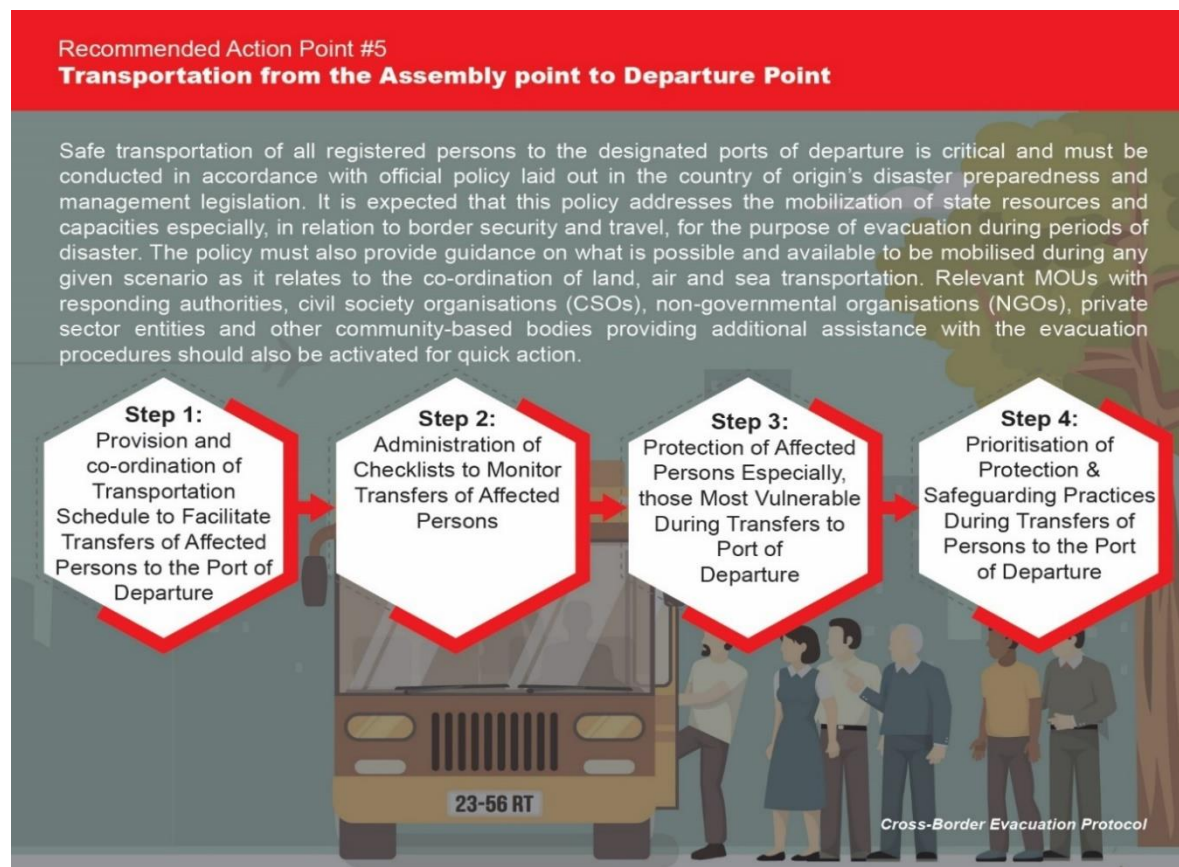 Recommended Action Point #5
Transportation from the Assembly point to Departure Point
Safe transportation of all registered persons to the designated ports of departure is critical and must be
conducted in accordance with official policy laid out in the country of origin's disaster preparedness and
management legislation. It is expected that this policy addresses the mobilization of state resources and
capacities especially, in relation to border security and travel, for the purpose of evacuation during periods of
disaster. The policy must also provide guidance on what is possible and available to be mobilised during any
given scenario as it relates to the co-ordination of land, air and sea transportation. Relevant MOUs with
responding authorities, civil society organisations (CSOs), non-governmental organisations (NGOs), private
sector entities and other community-based bodies providing additional assistance with the evacuation
procedures should also be activated for quick action.
Step 1:
Provision and
co-ordination of
Transportation
Schedule to Facilitate
Transfers of Affected
Persons to the Port of
Departure
Step 2:
Administration of
Checklists to Monitor
Transfers of Affected
Persons
Step 3:
Protection of Affected
Persons Especially,
those Most Vulnerable
During Transfers to
Port of
Departure
Step 4:
Prioritisation of
Protection &
Safeguarding Practices
During Transfers of
Persons to the Port
of Departure
23-56 RT
Cross-Border Evacuation Protocol